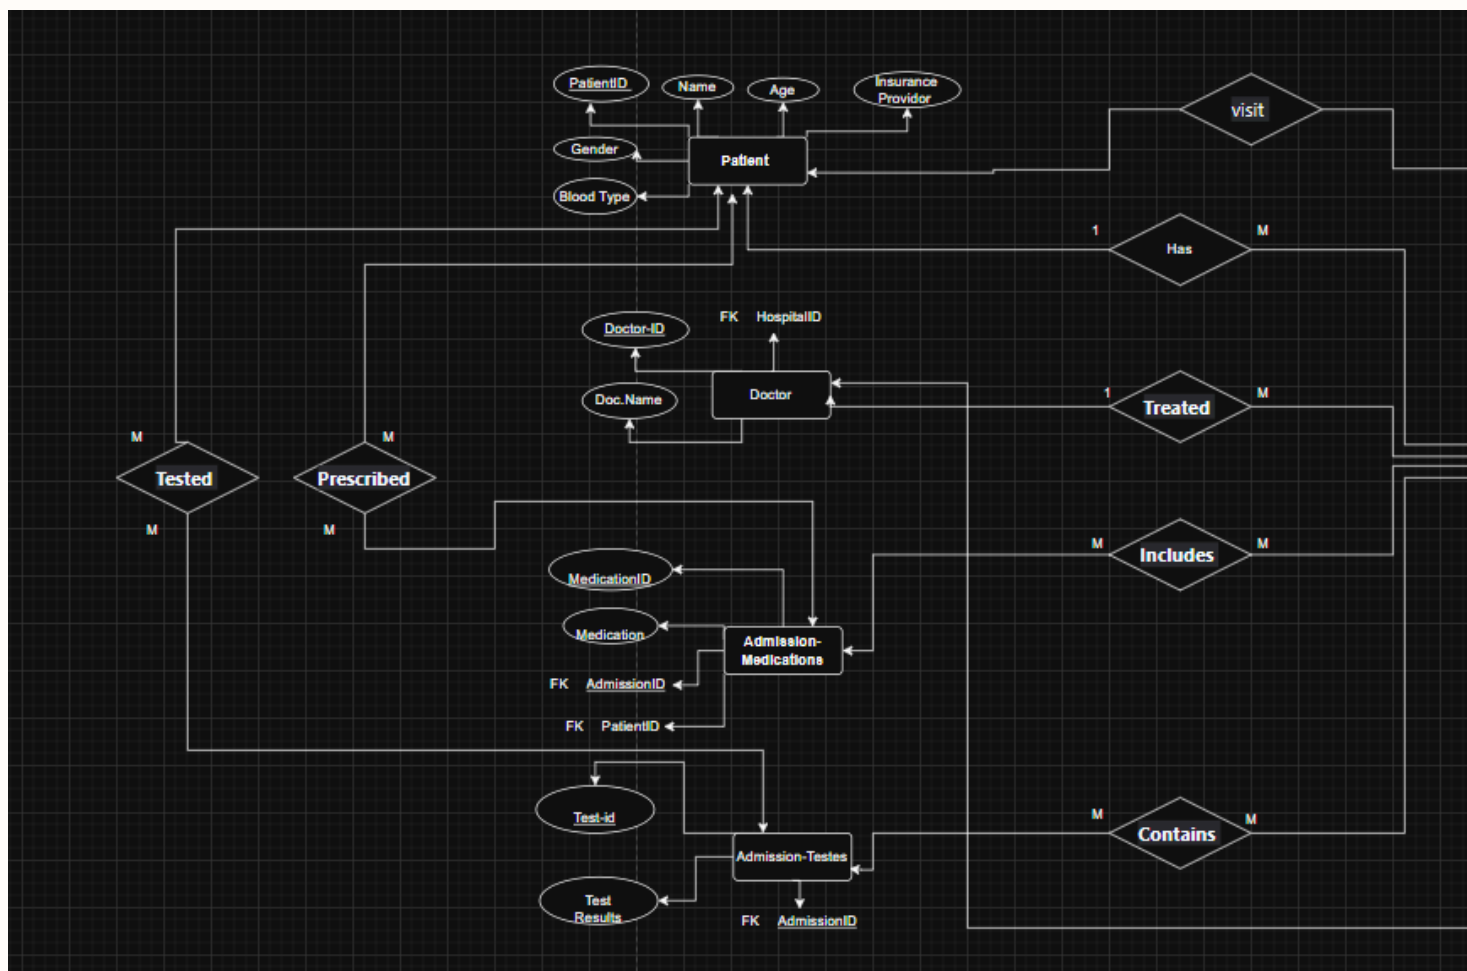 PatientID
Name
Age
Insurance
Providor
visit
Gender
Patient
Blood Type
1
M
Has
FK HospitalID
Doctor-ID
Doctor
Doc.Name
1
M
Treated
M
M
Tested
Prescribed
M
M
M
M
Includes
MedicationID
Medication
Admission-
Medications
FK AdmissionID
FK PatientID
Test-id
M
M
Contains
Admission-Testes
Test
Results
FK AdmissionID